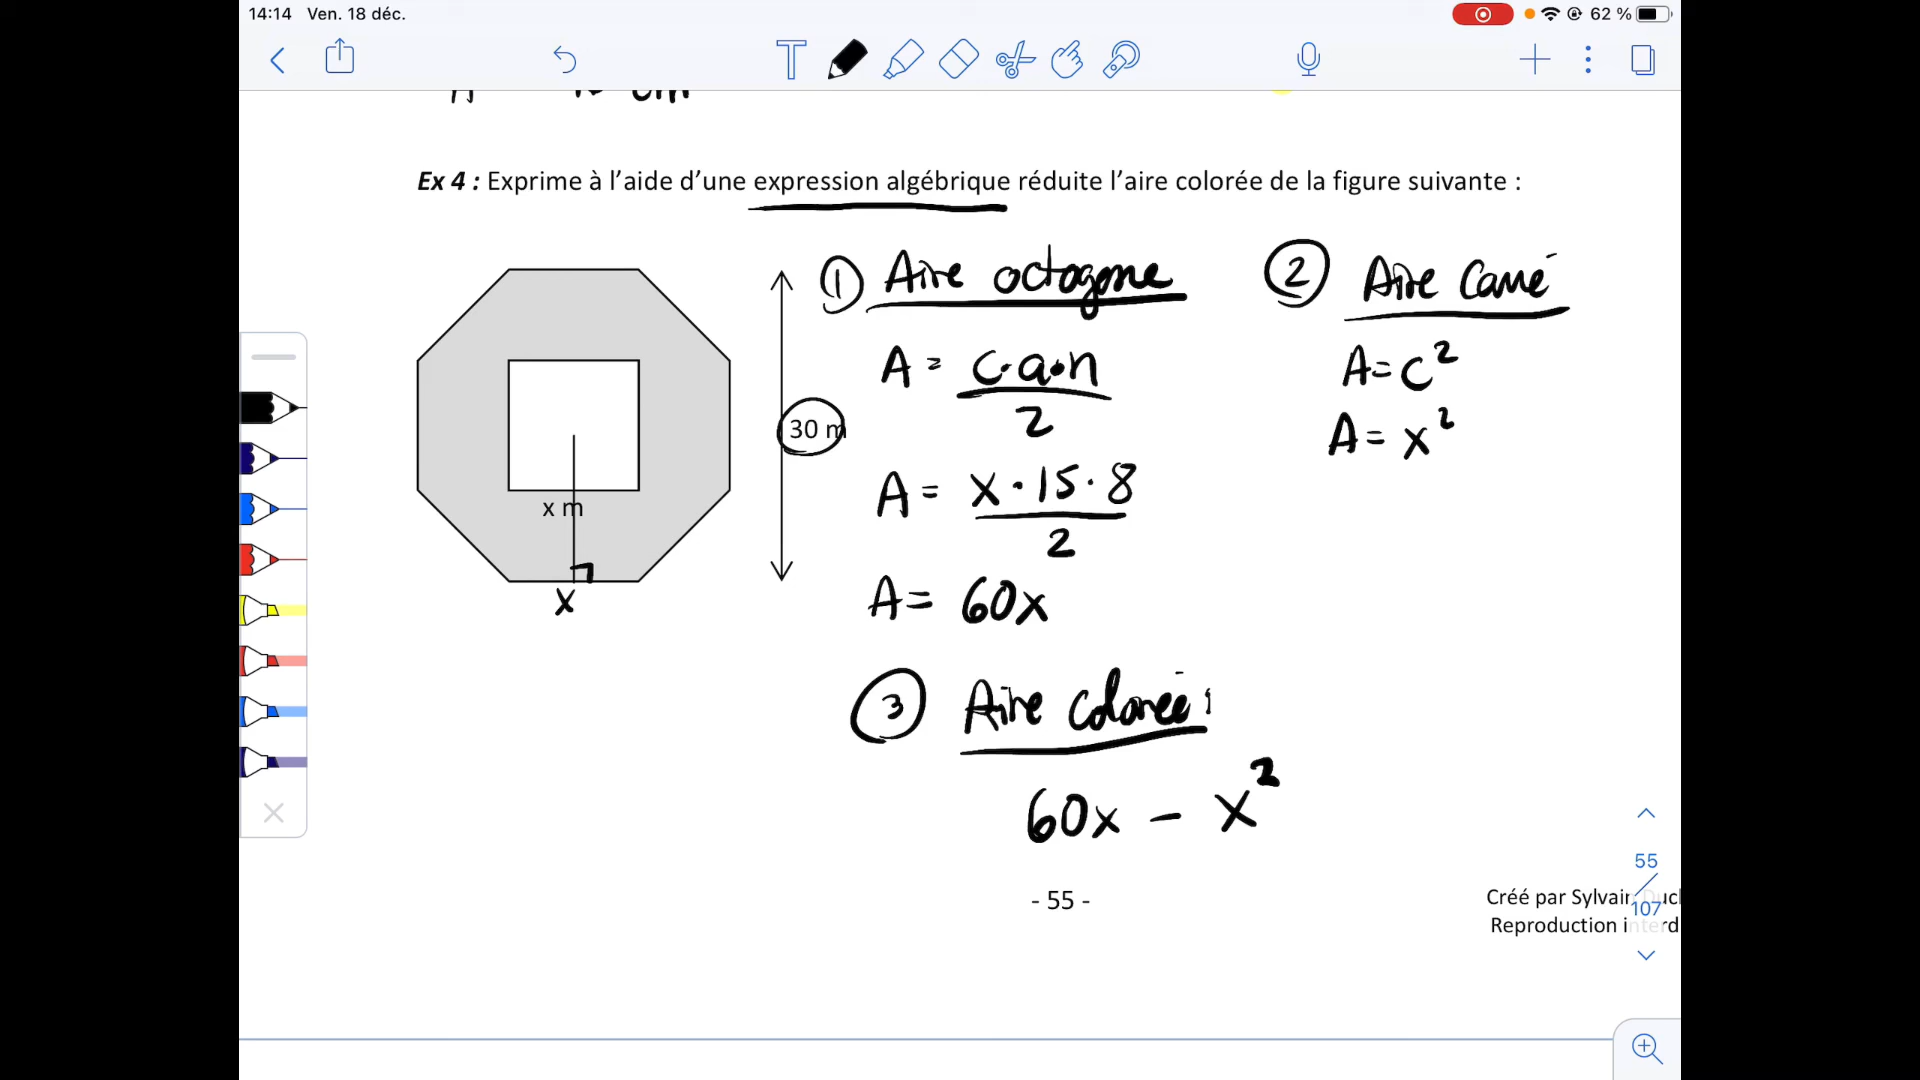 14:14 Ven. 18 déc.
62 %
cm
Ex 4 : Exprime à l’aide d’une expression algébrique réduite l’aire colorée de la figure suivante :
① Aire octogone
② Aire carré
A = c·a·n
2
A = c²
A = x²
30 m
x m
x
A = x·15·8
2
A = 60x
③ Aire colorée :
60x - x²
- 55 -
55
107
Créé par Sylvain
Reproduction